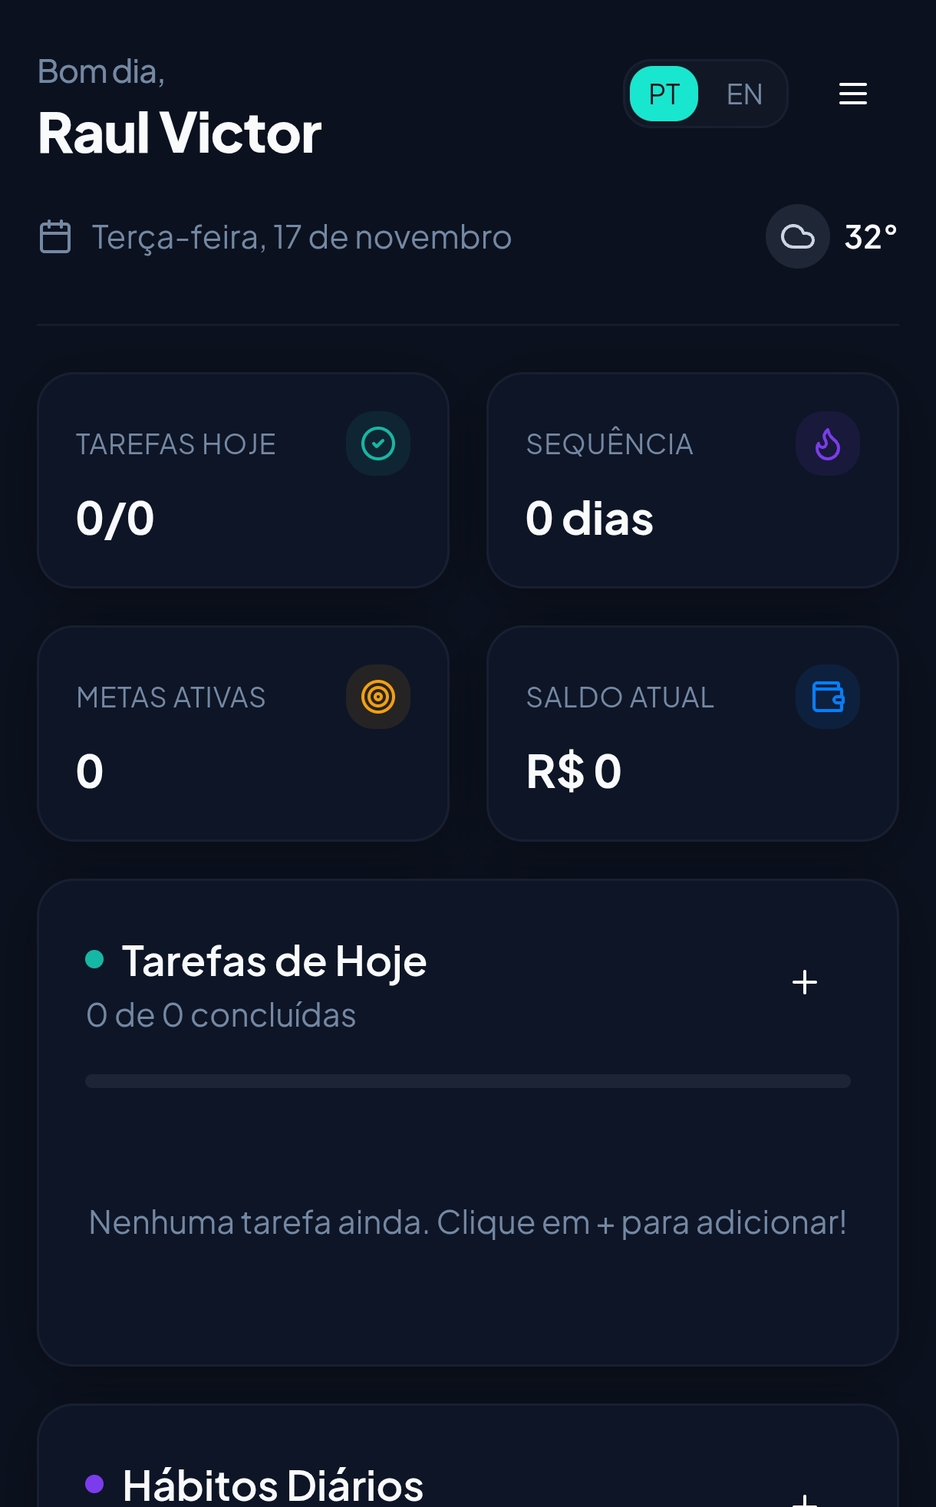 Bom dia,
Raul Victor
PT EN
Terça-feira, 17 de novembro
32°
TAREFAS HOJE
0/0
SEQUÊNCIA
0 dias
METAS ATIVAS
0
SALDO ATUAL
R$ 0
Tarefas de Hoje
+
0 de 0 concluídas
Nenhuma tarefa ainda. Clique em + para adicionar!
Hábitos Diários
+